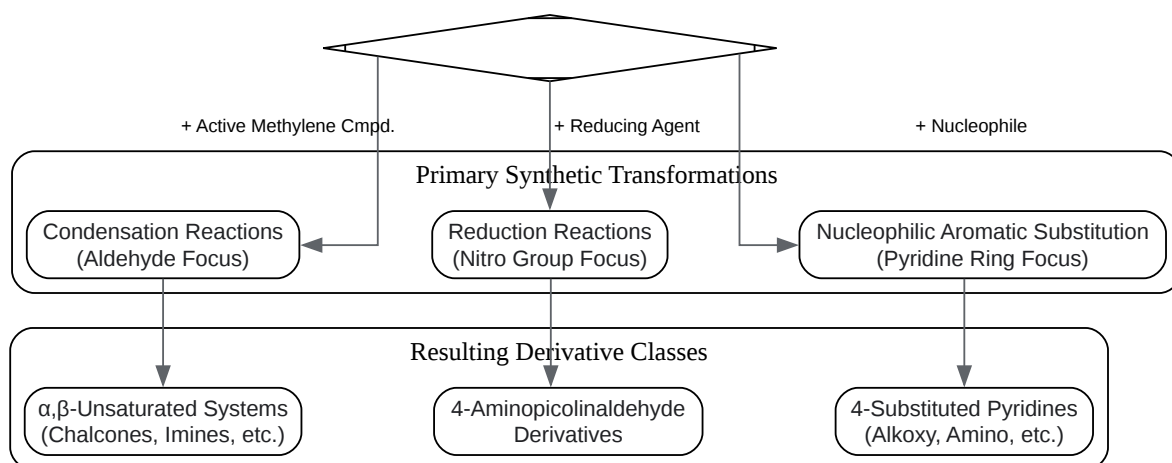 + Active Methylene Cmpd.
+ Reducing Agent
+ Nucleophile
Primary Synthetic Transformations
Condensation Reactions
(Aldehyde Focus)
Reduction Reactions
(Nitro Group Focus)
Nucleophilic Aromatic Substitution
(Pyridine Ring Focus)
Resulting Derivative Classes
α,β-Unsaturated Systems
(Chalcones, Imines, etc.)
4-Aminopicolinaldehyde
Derivatives
4-Substituted Pyridines
(Alkoxy, Amino, etc.)